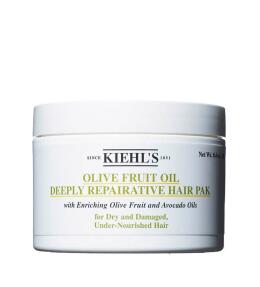 SINCE KIEHL'S 1851
OLIVE FRUIT OIL
DEEPLY REPAIRATIVE HAIR PAK
with Enriching Olive Fruit and Avocado Oils
for Dry and Damaged,
Under-Nourished Hair
Net Wt.